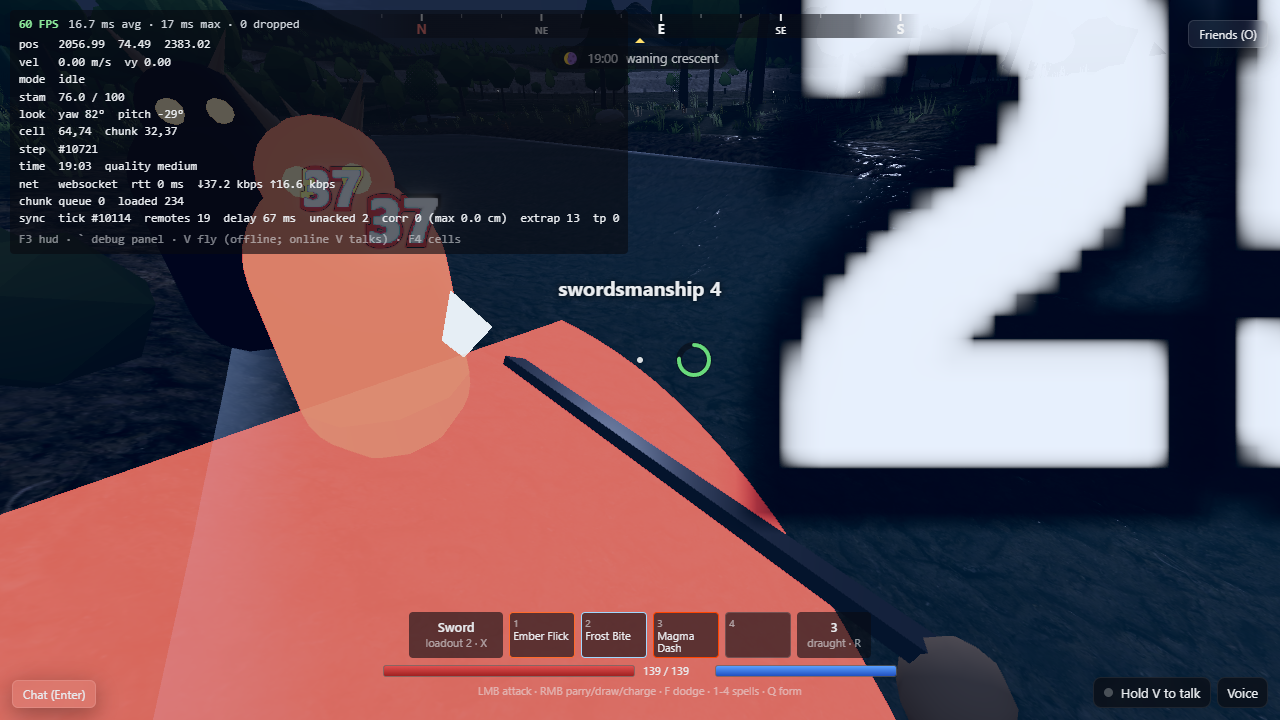 60 FPS 16.7 ms avg · 17 ms max · 0 dropped
pos 2056.99 74.49 2383.02
vel 0.00 m/s vy 0.00
mode idle
stam 76.0 / 100
look yaw 82° pitch -29°
cell 64,74 chunk 32,37
step #10721
time 19:03 quality medium
net websocket rtt 0 ms ↓37.2 kbps ↑16.6 kbps
chunk queue 0 loaded 234
sync tick #10114 remotes 19 delay 67 ms unacked 2 corr 0 (max 0.0 cm) extrap 13 tp 0
F3 hud · ` debug panel · V fly (offline; online V talks) · F4 cells
N NE E SE S
19:00 waning crescent
Friends (O)
37
37
2
swordsmanship 4
Sword
loadout 2 · X
1
Ember Flick
2
Frost Bite
3
Magma
Dash
4
3
draught · R
139 / 139
LMB attack · RMB parry/draw/charge · F dodge · 1-4 spells · Q form
Chat (Enter)
Hold V to talk
Voice